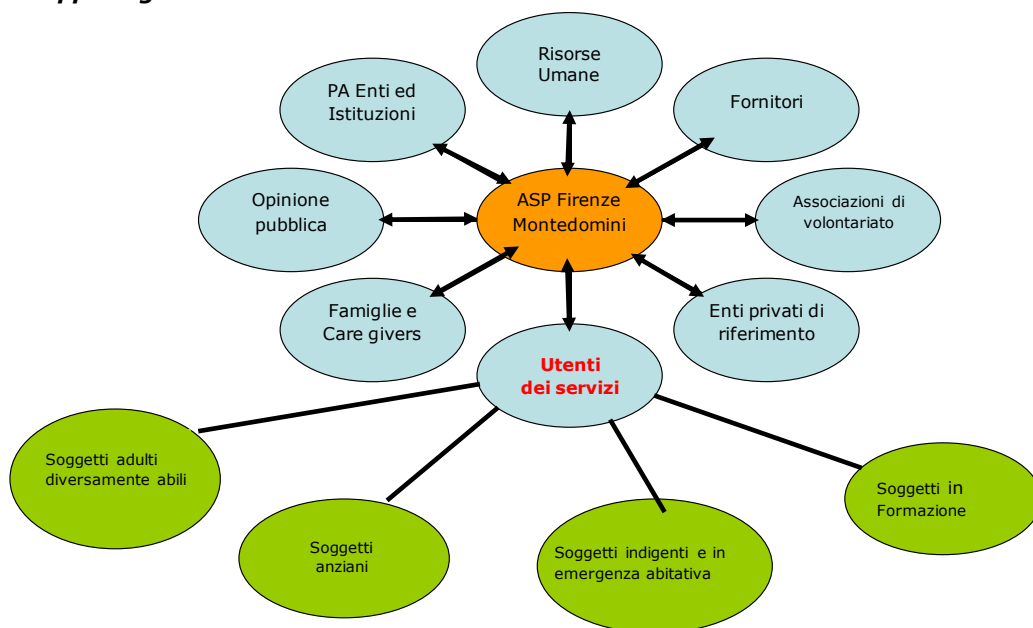 Risorse
Umane
PA Enti ed
Istituzioni
Fornitori
Opinione
pubblica
ASP Firenze
Montedomini
Associazioni di
volontariato
Famiglie e
Care givers
Enti privati di
riferimento
Utenti
dei servizi
Soggetti adulti
diversamente abili
Soggetti in
Formazione
Soggetti
anziani
Soggetti indigenti e in
emergenza abitativa